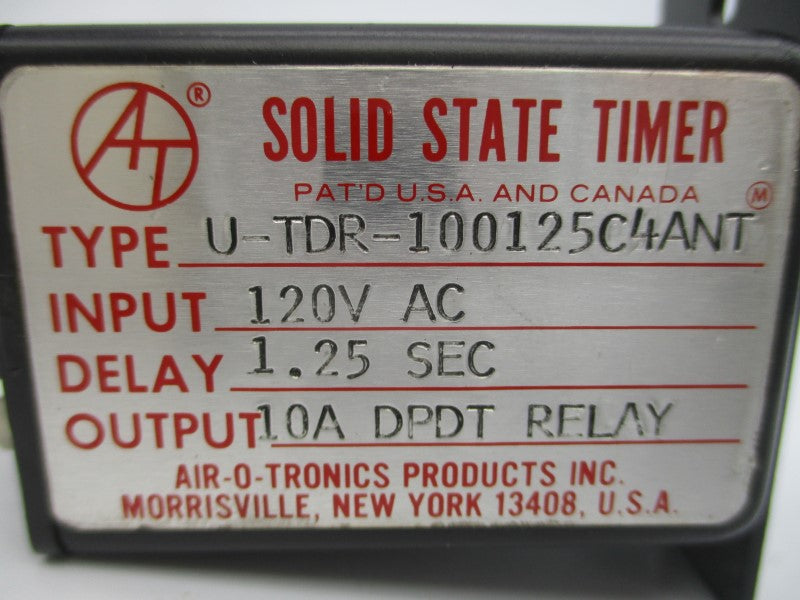 AT ® SOLID STATE TIMER
PAT'D U.S.A. AND CANADA M
TYPE U-TDR-100125C4ANT
INPUT 120V AC
DELAY 1.25 SEC
OUTPUT 10A DPDT RELAY
AIR-O-TRONICS PRODUCTS INC.
MORRISVILLE, NEW YORK 13408, U.S.A.